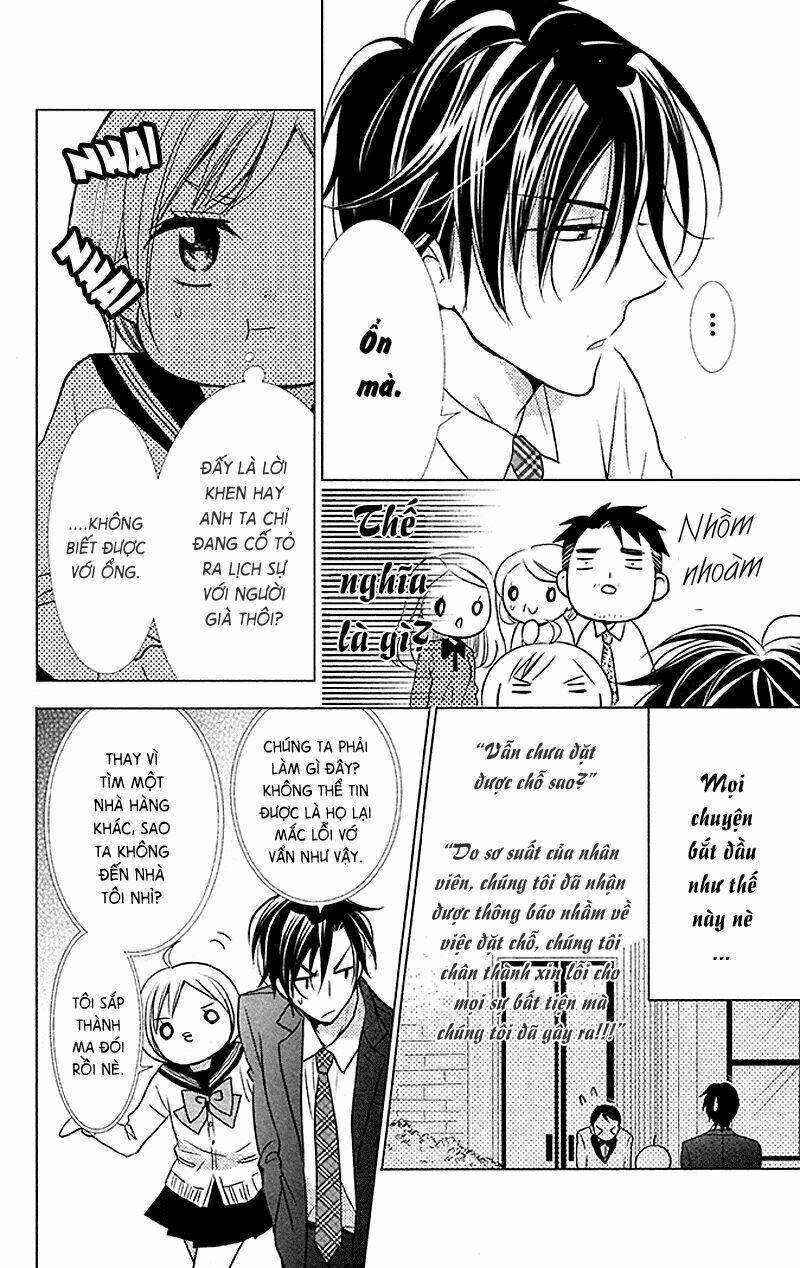 ...
ỔN
MÀ.
NHAI
NHAI
ĐẤY LÀ LỜI
KHEN HAY
ANH TA CHỈ
ĐANG CỐ TỎ
RA LỊCH SỰ
VỚI NGƯỜI
GIÀ THÔI?
....KHÔNG
BIẾT ĐƯỢC
VỚI ỔNG.
Nhồm
nhoàm
Thế
nghĩa
là gì?
Mọi
chuyện
bắt đầu
như thế
này nè
...
"Vẫn chưa đặt
được chỗ sao?"
"Do sơ suất của nhân
viên, chúng tôi đã nhận
được thông báo nhầm về
việc đặt chỗ, chúng tôi
chân thành xin lỗi cho
mọi sự bất tiện mà
chúng tôi đã gây ra!!!"
CHÚNG TA PHẢI
LÀM GÌ ĐÂY?
KHÔNG THỂ TIN
ĐƯỢC LÀ HỌ LẠI
MẮC LỖI VỚ
VẨN NHƯ VẬY.
THAY VÌ
TÌM MỘT
NHÀ HÀNG
KHÁC, SAO
TA KHÔNG
ĐẾN NHÀ
TÔI NHỈ?
TÔI SẮP
THÀNH
MA ĐÓI
RỒI NÈ.